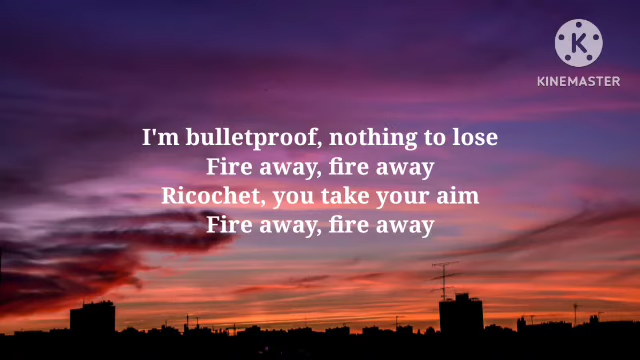 K
KINEMASTER
I'm bulletproof, nothing to lose
Fire away, fire away
Ricochet, you take your aim
Fire away, fire away